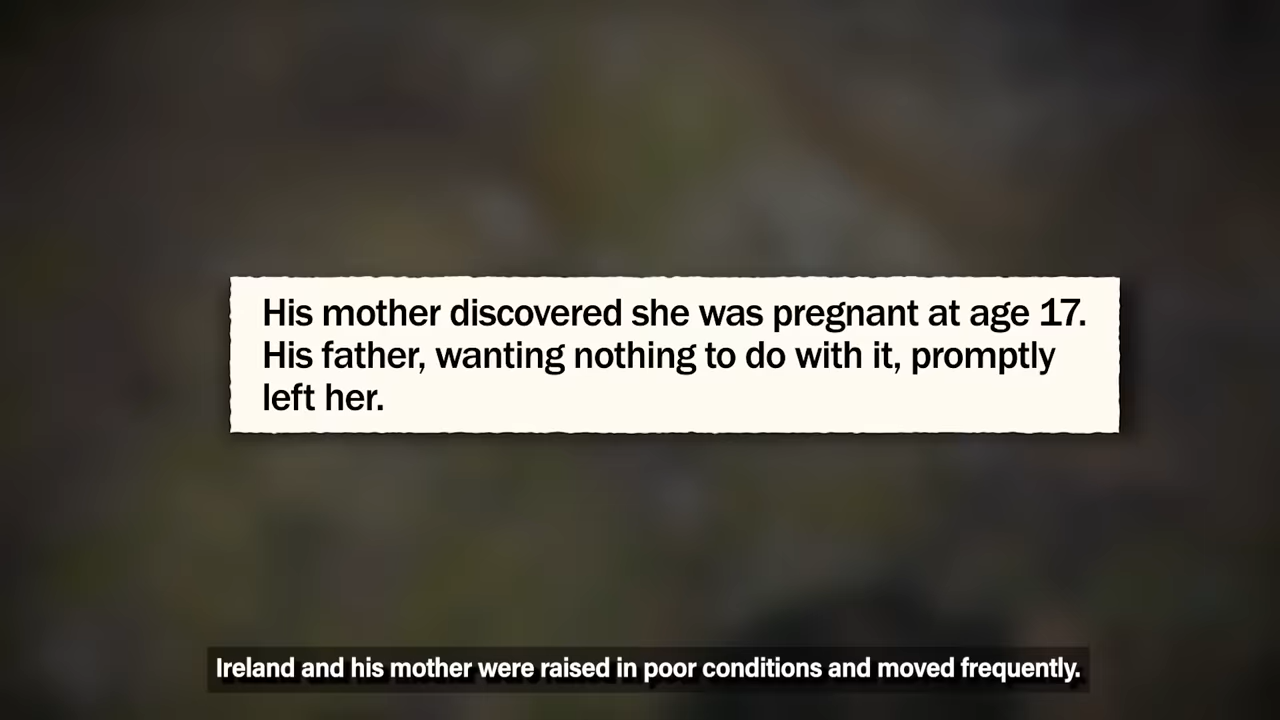 His mother discovered she was pregnant at age 17.
His father, wanting nothing to do with it, promptly
left her.
Ireland and his mother were raised in poor conditions and moved frequently.